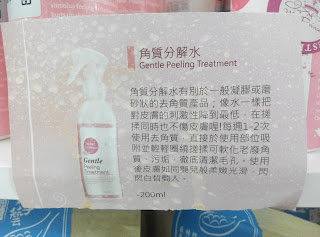 角質分解水
Gentle Peeling Treatment
角質分解水有別於一般凝膠或磨
砂狀的去角質產品；像水一樣把
對皮膚的刺激性降到最低，在搓
揉同時也不傷皮膚喔！每週1-2次
使用去角質，直接於使用部位吸
附並輕輕繞搓揉可軟化老廢角
質、污垢，徹底清潔毛孔。使用
後皮膚如同嬰兒般柔嫩光滑，閃
閃白皙動人。
-200ml
Gentle
Peeling
Treatment